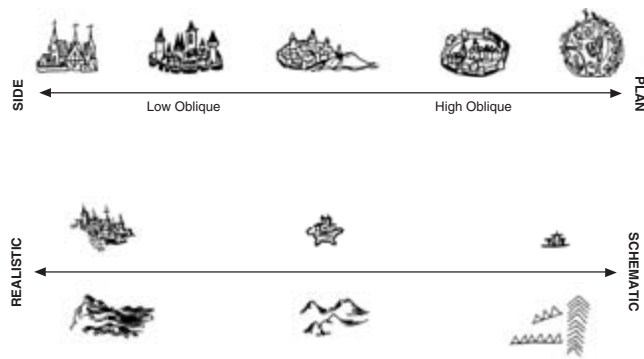 SIDE
PLAN
Low Oblique
High Oblique
REALISTIC
SCHEMATIC